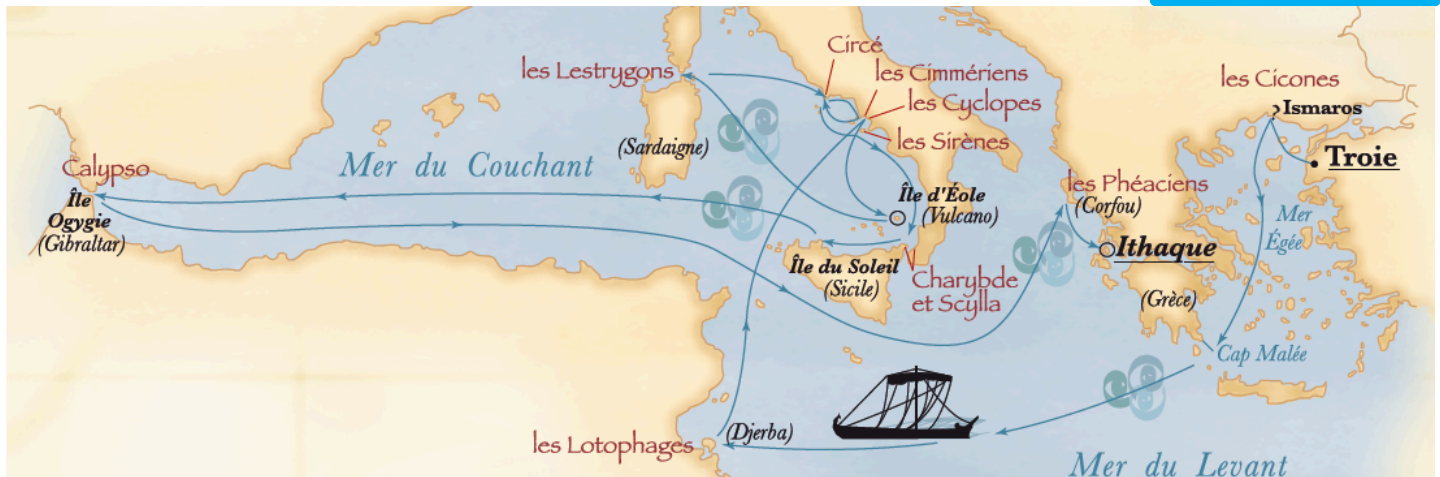 Circé
les Lestrygons
les Cimmériens
les Cicones
les Cyclopes
Ismaros
les Sirènes
(Sardaigne)
Troie
Mer du Couchant
Calypso
Île
Ogygie
(Gibraltar)
les Phéaciens
(Corfou)
Île d'Éole
(Vulcano)
Mer
Égée
Ithaque
Île du Soleil
(Sicile)
Charybde
et Scylla
(Grèce)
Cap Malée
(Djerba)
les Lotophages
Mer du Levant